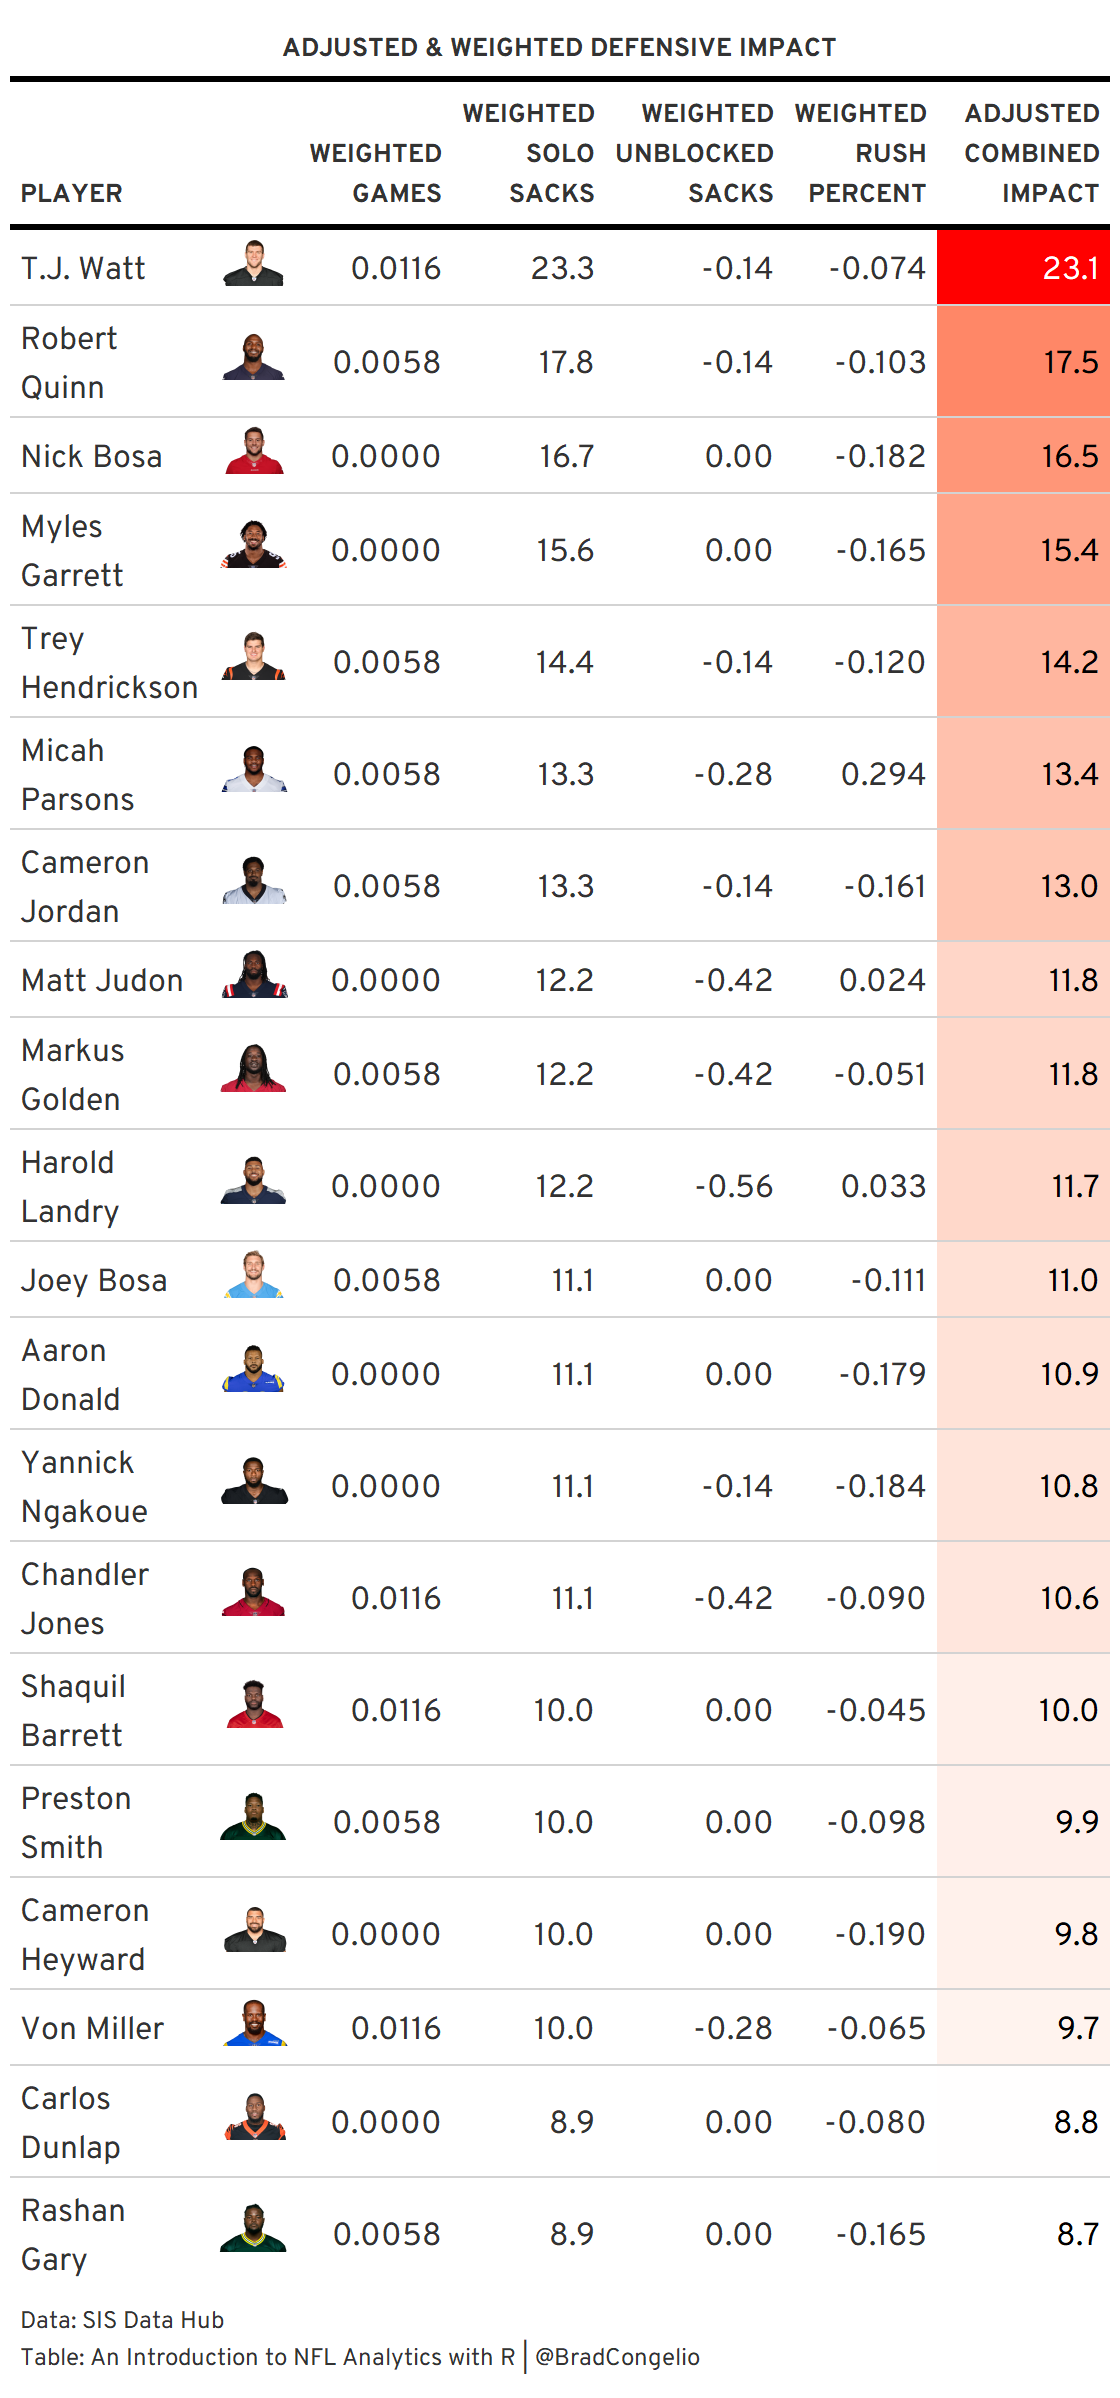 ADJUSTED & WEIGHTED DEFENSIVE IMPACT
PLAYER WEIGHTED GAMES WEIGHTED SOLO SACKS WEIGHTED UNBLOCKED SACKS WEIGHTED RUSH PERCENT ADJUSTED COMBINED IMPACT
T.J. Watt 0.0116 23.3 -0.14 -0.074 23.1
Robert Quinn 0.0058 17.8 -0.14 -0.103 17.5
Nick Bosa 0.0000 16.7 0.00 -0.182 16.5
Myles Garrett 0.0000 15.6 0.00 -0.165 15.4
Trey Hendrickson 0.0058 14.4 -0.14 -0.120 14.2
Micah Parsons 0.0058 13.3 -0.28 0.294 13.4
Cameron Jordan 0.0058 13.3 -0.14 -0.161 13.0
Matt Judon 0.0000 12.2 -0.42 0.024 11.8
Markus Golden 0.0058 12.2 -0.42 -0.051 11.8
Harold Landry 0.0000 12.2 -0.56 0.033 11.7
Joey Bosa 0.0058 11.1 0.00 -0.111 11.0
Aaron Donald 0.0000 11.1 0.00 -0.179 10.9
Yannick Ngakoue 0.0000 11.1 -0.14 -0.184 10.8
Chandler Jones 0.0116 11.1 -0.42 -0.090 10.6
Shaquil Barrett 0.0116 10.0 0.00 -0.045 10.0
Preston Smith 0.0058 10.0 0.00 -0.098 9.9
Cameron Heyward 0.0000 10.0 0.00 -0.190 9.8
Von Miller 0.0116 10.0 -0.28 -0.065 9.7
Carlos Dunlap 0.0000 8.9 0.00 -0.080 8.8
Rashan Gary 0.0058 8.9 0.00 -0.165 8.7
Data: SIS Data Hub
Table: An Introduction to NFL Analytics with R | @BradCongelio